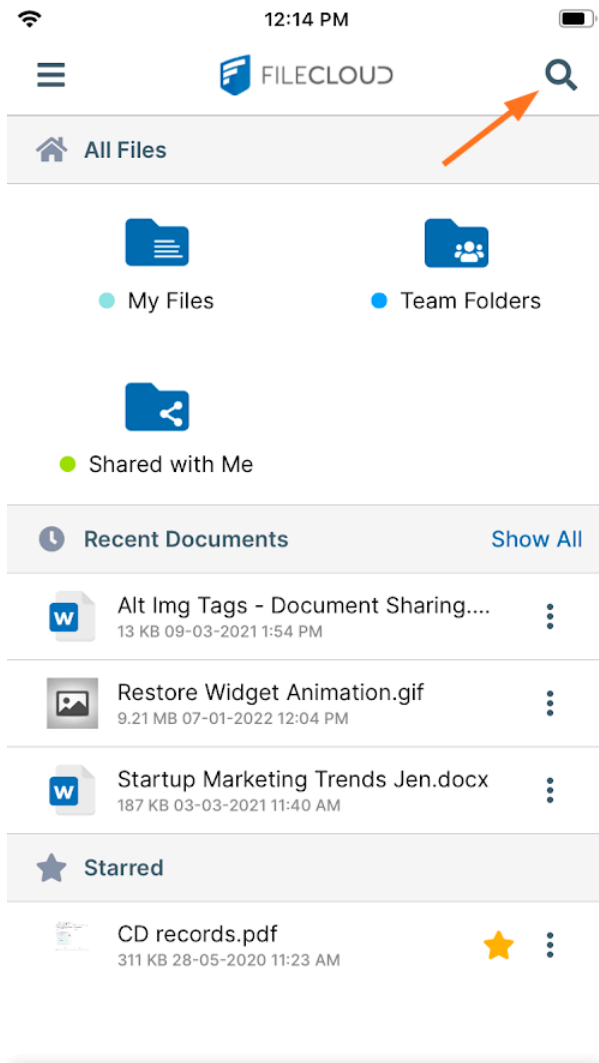 12:14 PM
FILECLOUD
All Files
My Files
Team Folders
Shared with Me
Recent Documents
Show All
W
Alt Img Tags - Document Sharing....
13 KB 09-03-2021 1:54 PM
Restore Widget Animation.gif
9.21 MB 07-01-2022 12:04 PM
W
Startup Marketing Trends Jen.docx
187 KB 03-03-2021 11:40 AM
Starred
CD records.pdf
311 KB 28-05-2020 11:23 AM